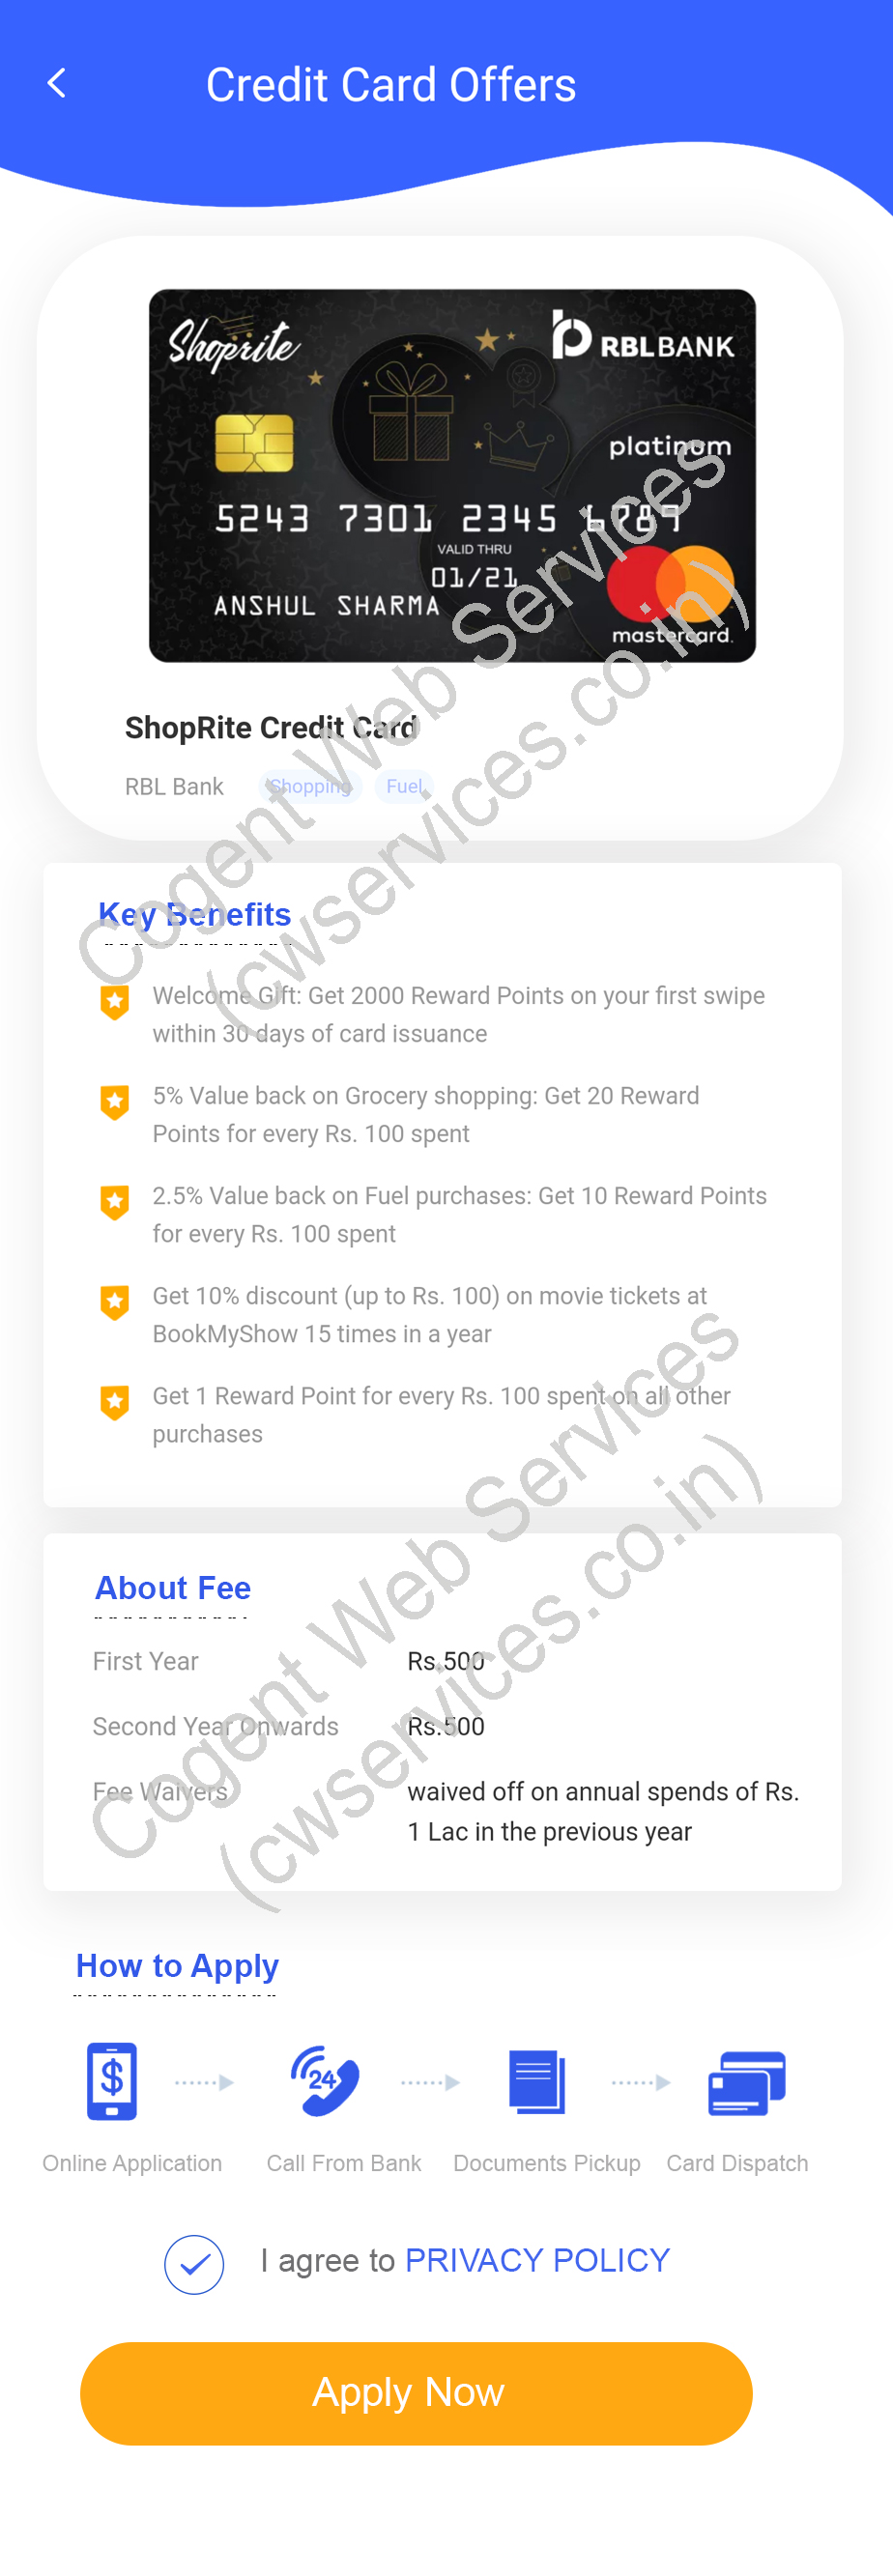 Credit Card Offers
Shoprite
RBL BANK
platinum
5243 7301 2345 6789
VALID THRU
01/21
ANSHUL SHARMA
mastercard.
ShopRite Credit Card
RBL Bank Shopping Fuel
Key Benefits
Welcome Gift: Get 2000 Reward Points on your first swipe
within 30 days of card issuance
5% Value back on Grocery shopping: Get 20 Reward
Points for every Rs. 100 spent
2.5% Value back on Fuel purchases: Get 10 Reward Points
for every Rs. 100 spent
Get 10% discount (up to Rs. 100) on movie tickets at
BookMyShow 15 times in a year
Get 1 Reward Point for every Rs. 100 spent on all other
purchases
About Fee
First Year Rs.500
Second Year Onwards Rs.500
Fee Waivers waived off on annual spends of Rs.
1 Lac in the previous year
How to Apply
$
24
Online Application Call From Bank Documents Pickup Card Dispatch
I agree to PRIVACY POLICY
Apply Now
Cogent Web Services
(cwservices.co.in)
Cogent Web Services
(cwservices.co.in)